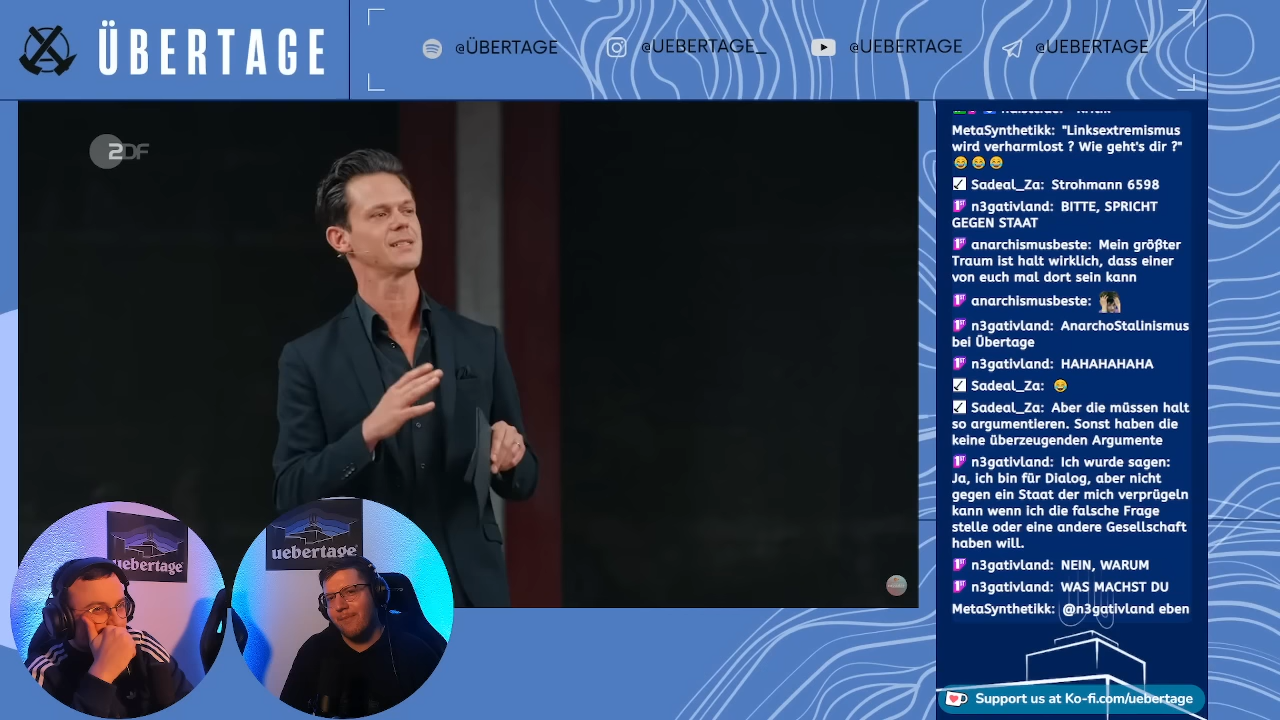 ÜBERTAGE
@ÜBERTAGE
@UEBERTAGE_
@UEBERTAGE
@UEBERTAGE
ZDF
MetaSynthetikk: "Linksextremismus
wird verharmlost ? Wie geht's dir ?"
😂😂😂
Sadeal_Za: Strohmann 6598
n3gativland: BITTE, SPRICHT
GEGEN STAAT
anarchismusbeste: Mein größter
Traum ist halt wirklich, dass einer
von euch mal dort sein kann
anarchismusbeste:
n3gativland: AnarchoStalinismus
bei Übertage
n3gativland: HAHAHAHAHA
Sadeal_Za: 😂
Sadeal_Za: Aber die müssen halt
so argumentieren. Sonst haben die
keine überzeugenden Argumente
n3gativland: Ich wurde sagen:
Ja, ich bin für Dialog, aber nicht
gegen ein Staat der mich verprügeln
kann wenn ich die falsche Frage
stelle oder eine andere Gesellschaft
haben will.
n3gativland: NEIN, WARUM
n3gativland: WAS MACHST DU
MetaSynthetikk: @n3gativland eben
uebertage
uebertage
Support us at Ko-fi.com/uebertage